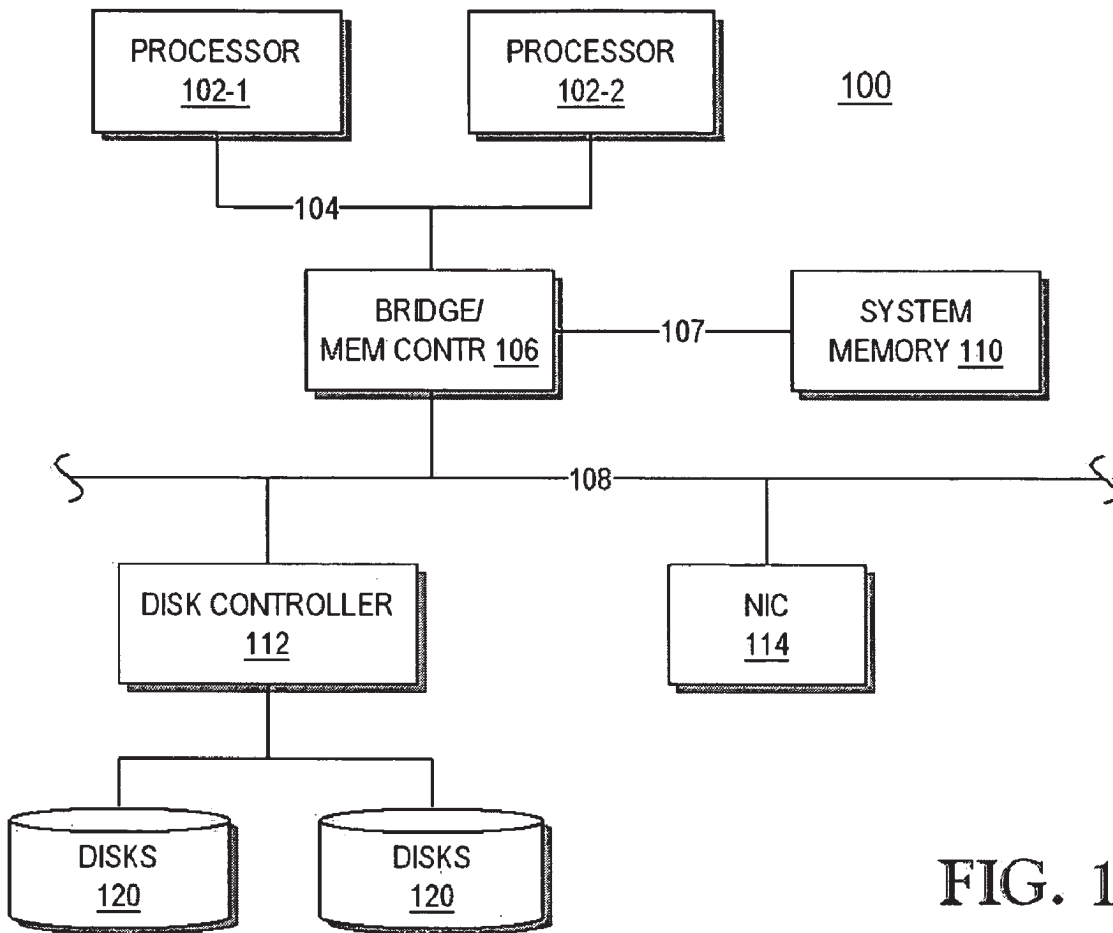 PROCESSOR
102-1
PROCESSOR
102-2
100
104
BRIDGE/
MEM CONTR 106
107
SYSTEM
MEMORY 110
108
DISK CONTROLLER
112
NIC
114
DISKS
120
DISKS
120
FIG. 1